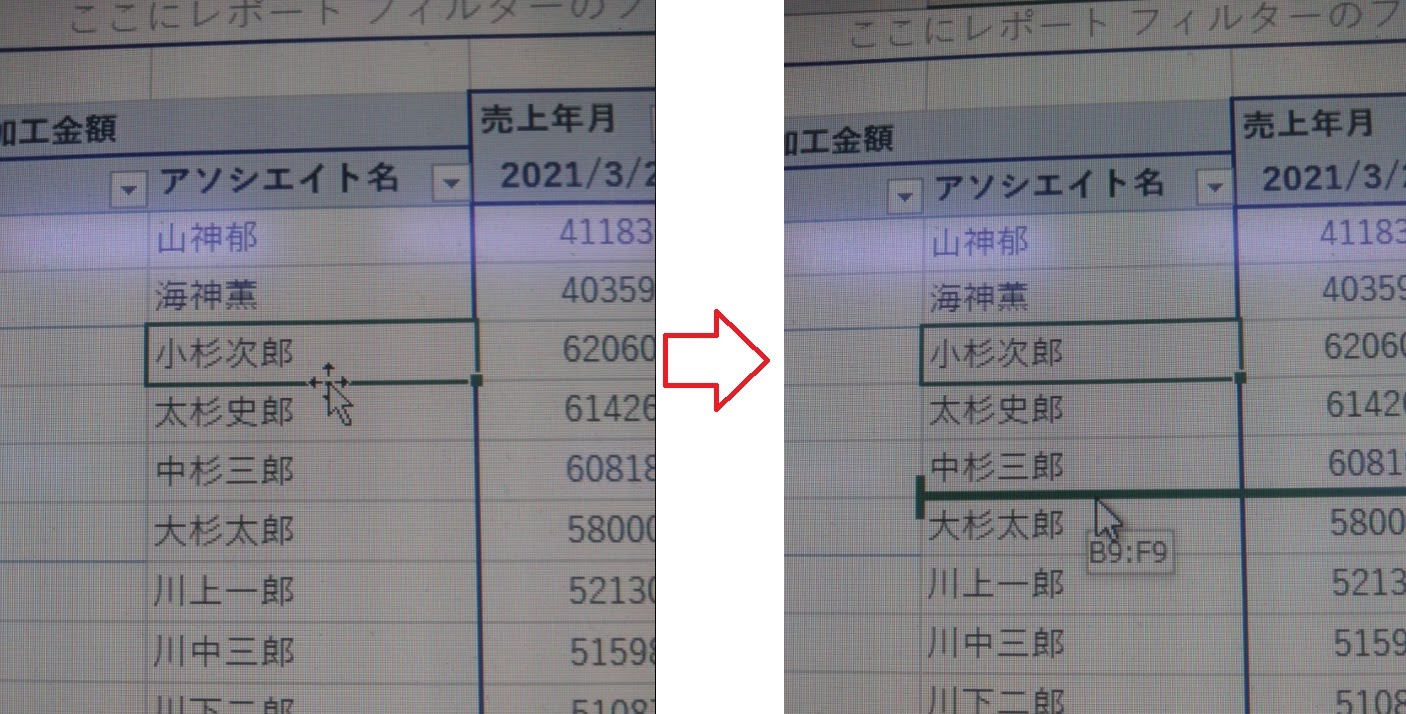 ここにレポート フィルターのフ
加工金額
売上年月
アソシエイト名
2021/3/2
山神郁 41183
海神薫 40359
小杉次郎 62060
太杉史郎 61426
中杉三郎 60818
大杉太郎 58000
川上一郎 52130
川中三郎 51598
川下二郎 5108
ここにレポート フィルターのフ
加工金額
売上年月
アソシエイト名
2021/3/2
山神郁 41183
海神薫 40359
小杉次郎 62060
太杉史郎 61426
中杉三郎 6081
大杉太郎 5800
B9:F9
川上一郎 5213
川中三郎 5159
川下二郎 5108